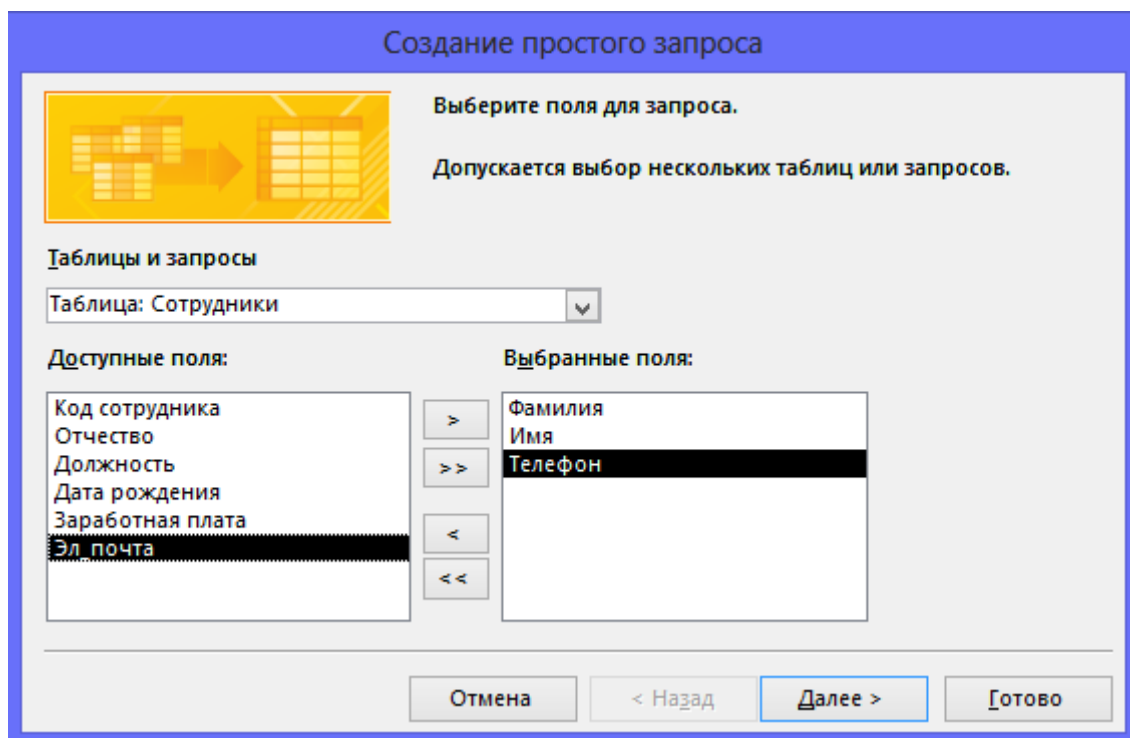 Создание простого запроса
Выберите поля для запроса.
Допускается выбор нескольких таблиц или запросов.
Таблицы и запросы
Таблица: Сотрудники
Доступные поля:
Код сотрудника
Отчество
Должность
Дата рождения
Заработная плата
Эл_почта
>
>>
<
<<
Выбранные поля:
Фамилия
Имя
Телефон
Отмена
< Назад
Далее >
Готово